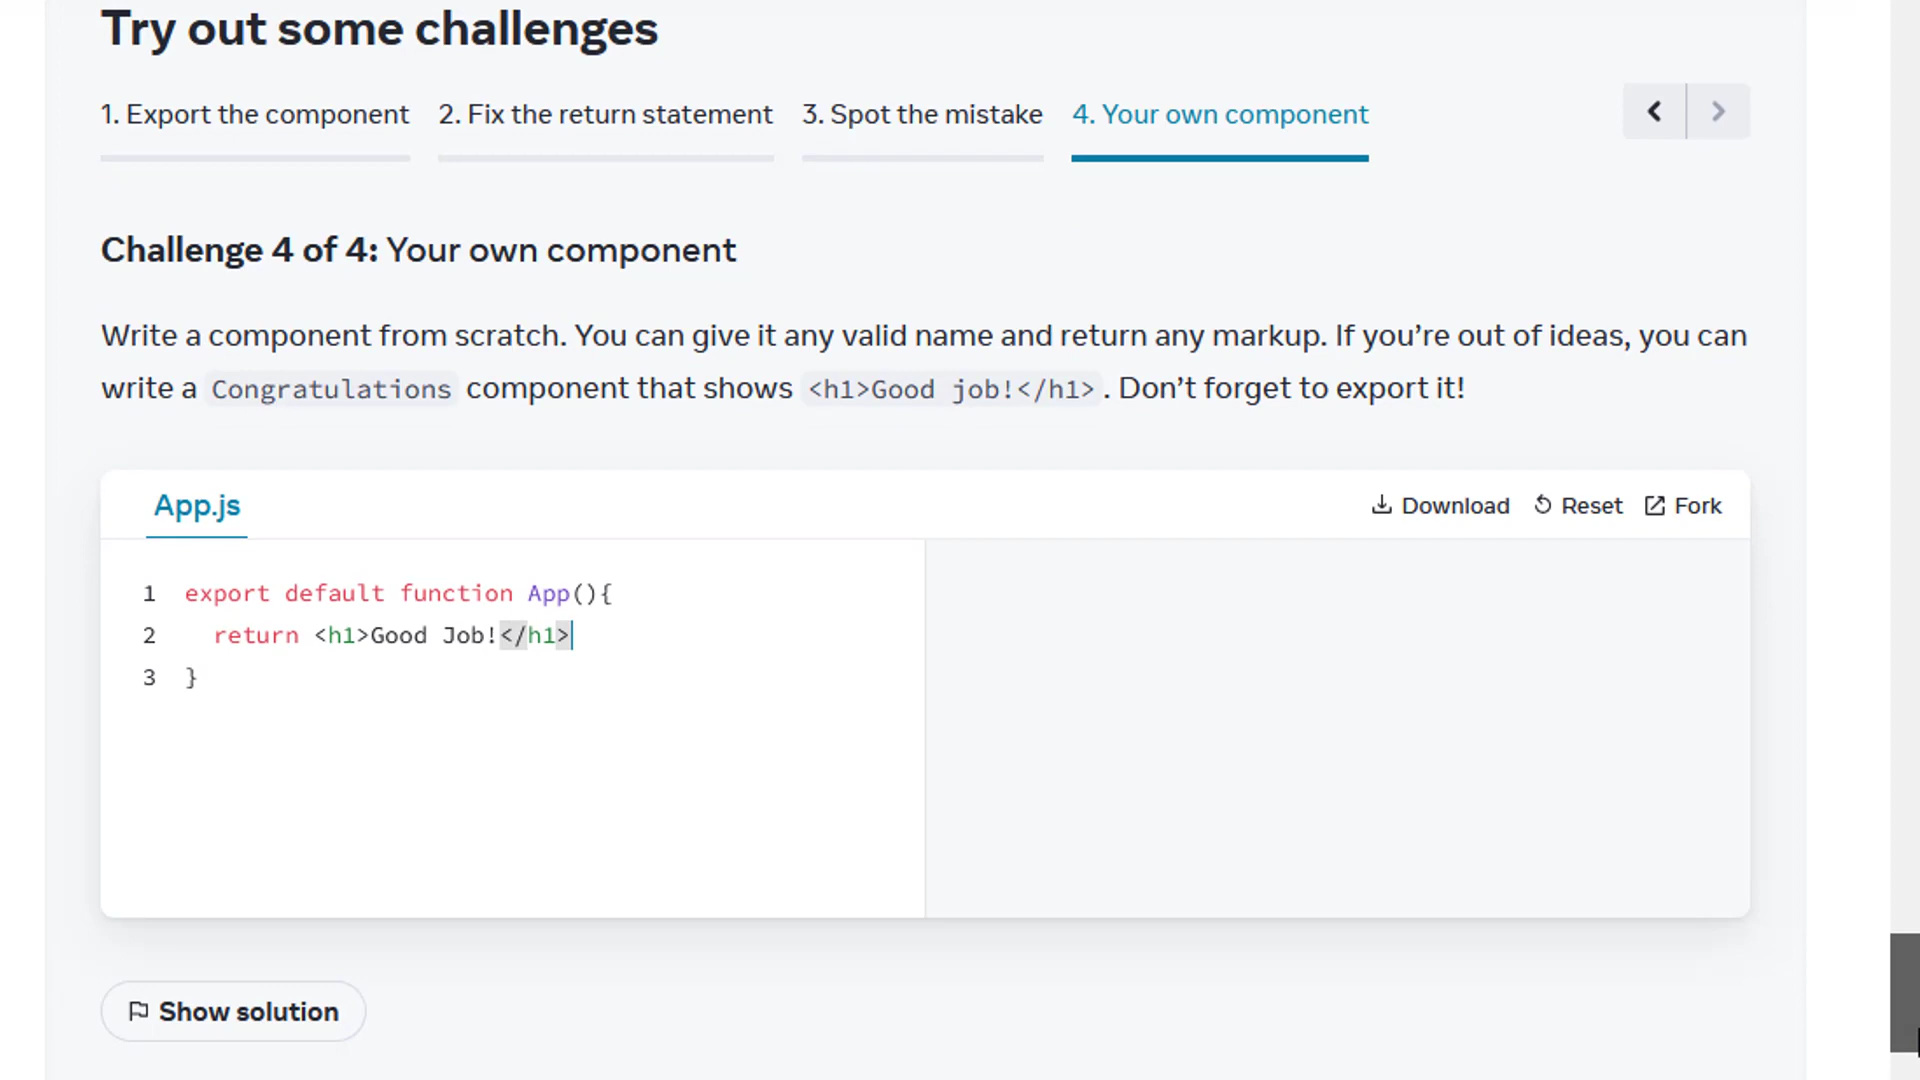 Try out some challenges
1. Export the component 2. Fix the return statement 3. Spot the mistake 4. Your own component
Challenge 4 of 4: Your own component
Write a component from scratch. You can give it any valid name and return any markup. If you’re out of ideas, you can
write a Congratulations component that shows <h1>Good job!</h1>. Don’t forget to export it!
App.js Download Reset Fork
1 export default function App(){
2 return <h1>Good Job!</h1>
3 }
Show solution